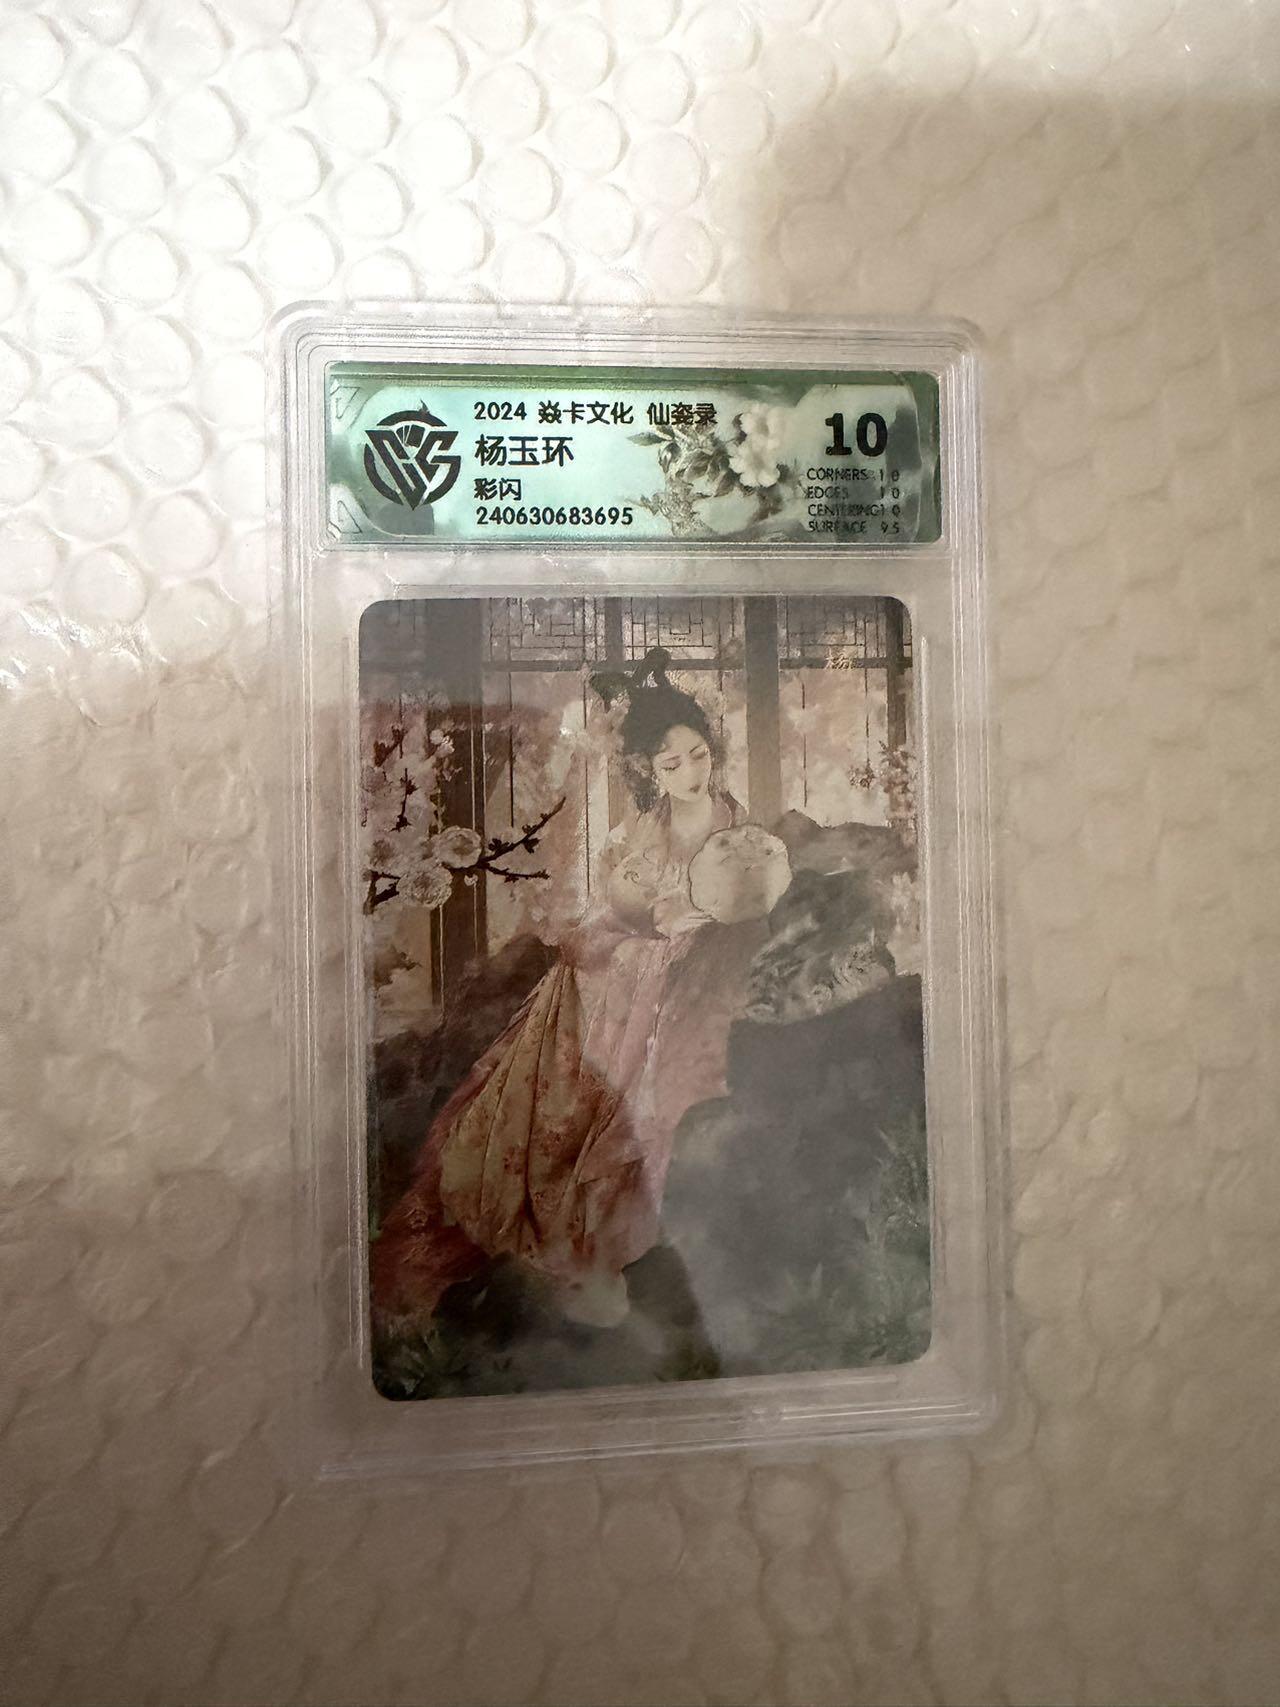 2024 焱卡文化 仙姿录
杨玉环
彩闪
240630683695
10
CORNERS 10
EDGES 10
CENTERING 10
SURFACE 9.5